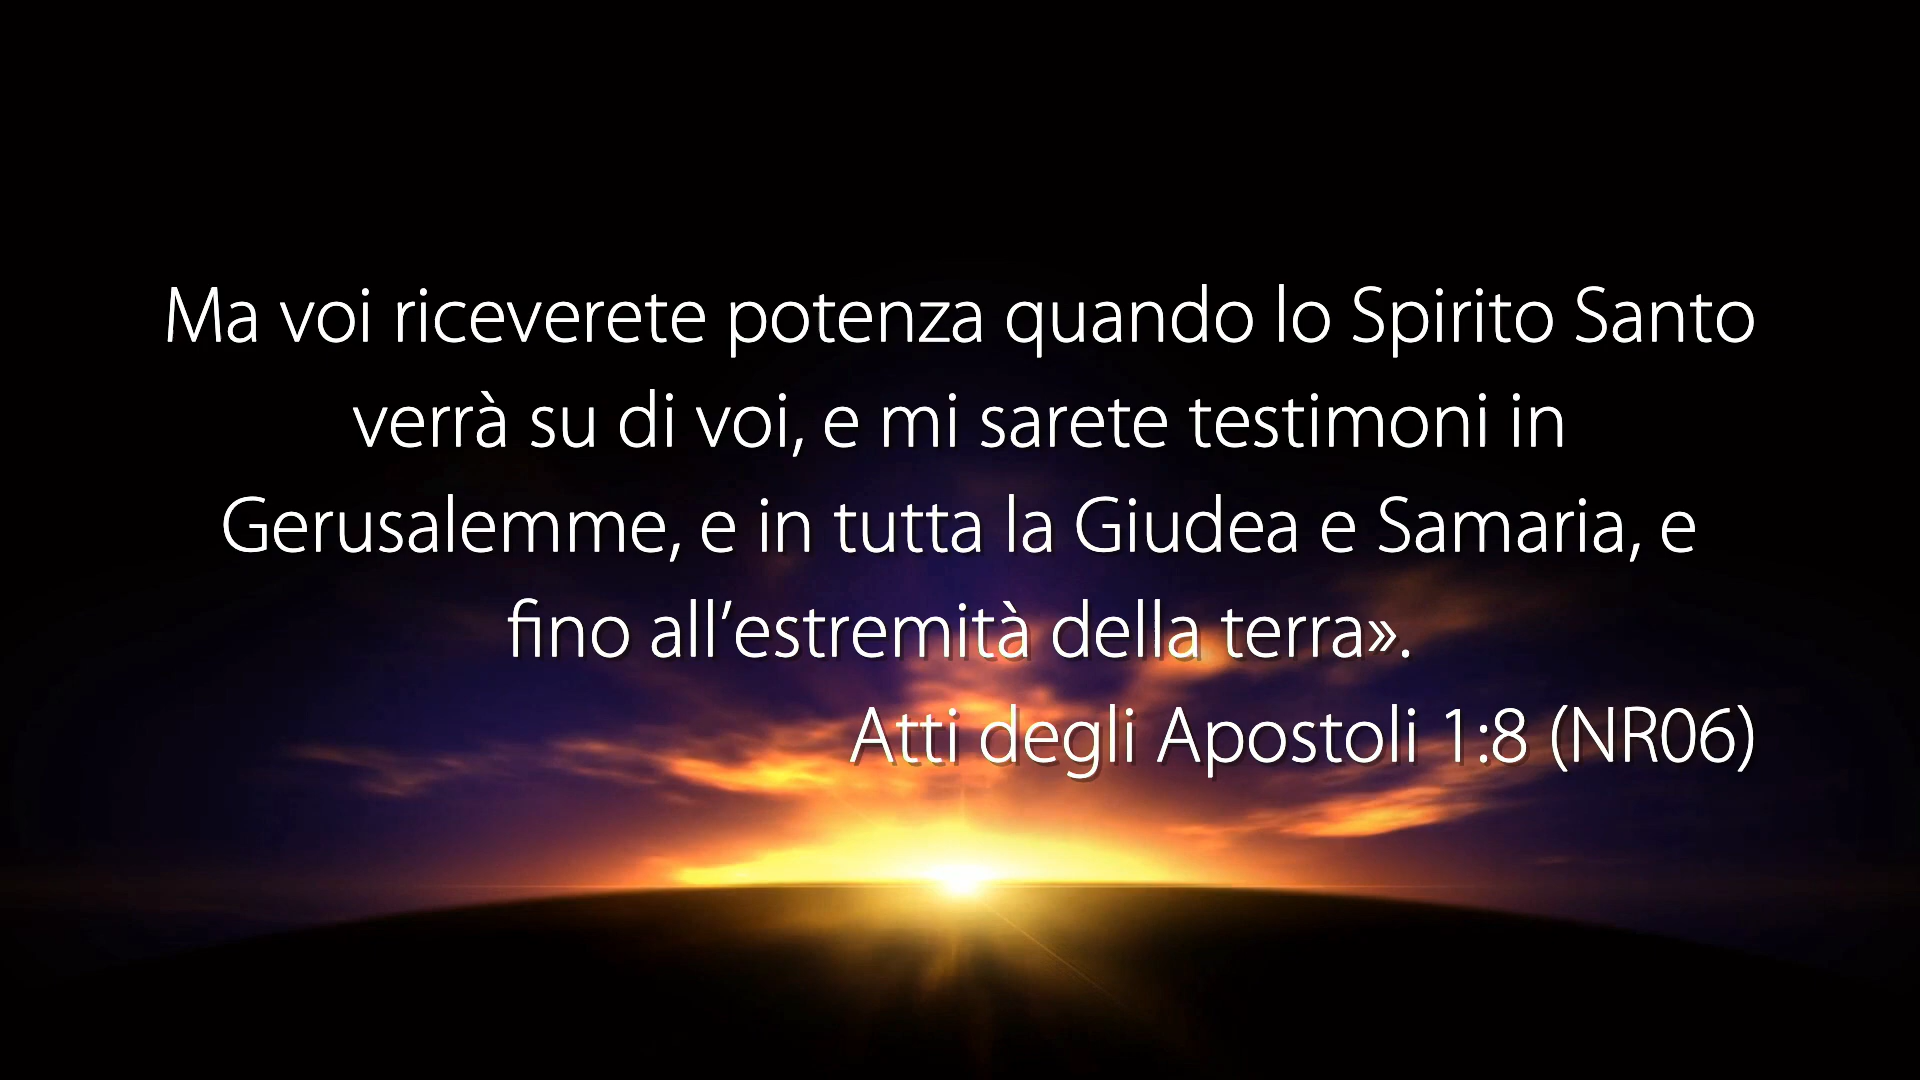 Ma voi riceverete potenza quando lo Spirito Santo
verrà su di voi, e mi sarete testimoni in
Gerusalemme, e in tutta la Giudea e Samaria, e
fino all’estremità della terra».
Atti degli Apostoli 1:8 (NR06)